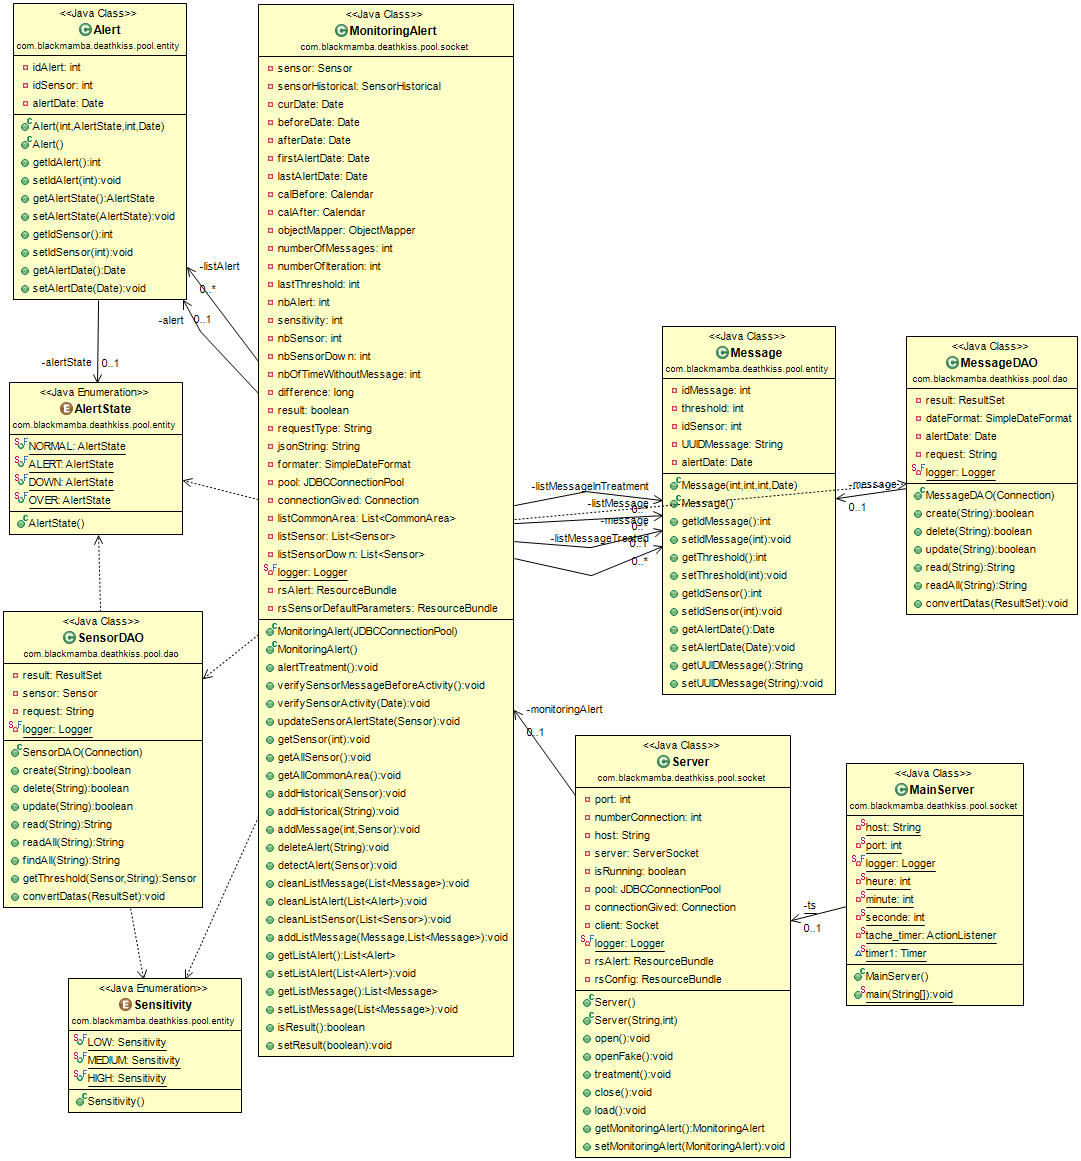 <<Java Class>>
Alert
com.blackmamba.deathkiss.pool.entity
idAlert: int
idSensor: int
alertDate: Date
Alert(int,AlertState,int,Date)
Alert()
getIdAlert():int
setIdAlert(int):void
getAlertState():AlertState
setAlertState(AlertState):void
getIdSensor():int
setIdSensor(int):void
getAlertDate():Date
setAlertDate(Date):void
-alertState
0..1
<<Java Enumeration>>
AlertState
com.blackmamba.deathkiss.pool.entity
NORMAL: AlertState
ALERT: AlertState
DOWN: AlertState
OVER: AlertState
AlertState()
<<Java Class>>
SensorDAO
com.blackmamba.deathkiss.pool.dao
result: ResultSet
sensor: Sensor
request: String
logger: Logger
SensorDAO(Connection)
create(String):boolean
delete(String):boolean
update(String):boolean
read(String):String
readAll(String):String
findAll(String):String
getThreshold(Sensor,String):Sensor
convertDatas(ResultSet):void
<<Java Enumeration>>
Sensitivity
com.blackmamba.deathkiss.pool.entity
LOW: Sensitivity
MEDIUM: Sensitivity
HIGH: Sensitivity
Sensitivity()
-listAlert
0..*
-alert
0..1
<<Java Class>>
MonitoringAlert
com.blackmamba.deathkiss.pool.socket
sensor: Sensor
sensorHistorical: SensorHistorical
curDate: Date
beforeDate: Date
afterDate: Date
firstAlertDate: Date
lastAlertDate: Date
calBefore: Calendar
calAfter: Calendar
objectMapper: ObjectMapper
numberOfMessages: int
numberOfIteration: int
lastThreshold: int
nbAlert: int
sensitivity: int
nbSensor: int
nbSensorDown: int
nbOfTimeWithoutMessage: int
difference: long
result: boolean
requestType: String
jsonString: String
formater: SimpleDateFormat
pool: JDBCConnectionPool
connectionGived: Connection
listCommonArea: List<CommonArea>
listSensor: List<Sensor>
listSensorDown: List<Sensor>
logger: Logger
rsAlert: ResourceBundle
rsSensorDefaultParameters: ResourceBundle
MonitoringAlert(JDBCConnectionPool)
MonitoringAlert()
alertTreatment():void
verifySensorMessageBeforeActivity():void
verifySensorActivity(Date):void
updateSensorAlertState(Sensor):void
getSensor(int):void
getAllSensor():void
getAllCommonArea():void
addHistorical(Sensor):void
addHistorical(String):void
addMessage(int,Sensor):void
deleteAlert(String):void
detectAlert(Sensor):void
cleanListMessage(List<Message>):void
cleanListAlert(List<Alert>):void
cleanListSensor(List<Sensor>):void
addListMessage(Message,List<Message>):void
getListAlert():List<Alert>
setListAlert(List<Alert>):void
getListMessage():List<Message>
setListMessage(List<Message>):void
isResult():boolean
setResult(boolean):void
-listMessageInTreatment
-listMessage
0..*
-message
0..*
-listMessageTreated
0..1
0..*
<<Java Class>>
Message
com.blackmamba.deathkiss.pool.entity
idMessage: int
threshold: int
idSensor: int
UUIDMessage: String
alertDate: Date
Message(int,int,int,Date)
Message()
getIdMessage():int
setIdMessage(int):void
getThreshold():int
setThreshold(int):void
getIdSensor():int
setIdSensor(int):void
getAlertDate():Date
setAlertDate(Date):void
getUUIDMessage():String
setUUIDMessage(String):void
-message
0..1
<<Java Class>>
MessageDAO
com.blackmamba.deathkiss.pool.dao
result: ResultSet
dateFormat: SimpleDateFormat
alertDate: Date
request: String
logger: Logger
MessageDAO(Connection)
create(String):boolean
delete(String):boolean
update(String):boolean
read(String):String
readAll(String):String
convertDatas(ResultSet):void
-monitoringAlert
0..1
<<Java Class>>
Server
com.blackmamba.deathkiss.pool.socket
port: int
numberConnection: int
host: String
server: ServerSocket
isRunning: boolean
pool: JDBCConnectionPool
connectionGived: Connection
client: Socket
logger: Logger
rsAlert: ResourceBundle
rsConfig: ResourceBundle
Server()
Server(String,int)
open():void
openFake():void
treatment():void
close():void
load():void
getMonitoringAlert():MonitoringAlert
setMonitoringAlert(MonitoringAlert):void
-ts
0..1
<<Java Class>>
MainServer
com.blackmamba.deathkiss.pool.socket
host: String
port: int
logger: Logger
heure: int
minute: int
seconde: int
tache_timer: ActionListener
timer1: Timer
MainServer()
main(String[]):void